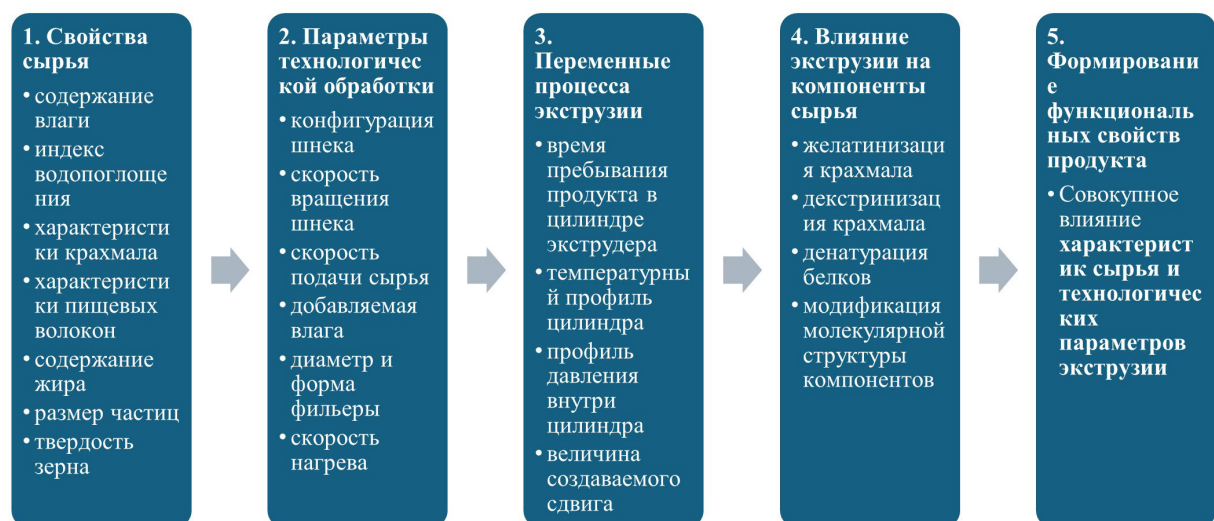 1. Свойства
сырья
• содержание
влаги
• индекс
водопоглоще
ния
• характеристи
ки крахмала
• характеристи
ки пищевых
волокон
• содержание
жира
• размер частиц
• твердость
зерна
2. Параметры
технологичес
кой обработки
• конфигурация
шнека
• скорость
вращения
шнека
• скорость
подачи сырья
• добавляемая
влага
• диаметр и
форма
фильеры
• скорость
нагрева
3.
Переменные
процесса
экструзии
• время
пребывания
продукта в
цилиндре
экструдера
• температурны
й профиль
цилиндра
• профиль
давления
внутри
цилиндра
• величина
создаваемого
сдвига
4. Влияние
экструзии на
компоненты
сырья
• желатинизаци
я крахмала
• декстринизац
ия крахмала
• денатурация
белков
• модификация
молекулярной
структуры
компонентов
5.
Формировани
е
функциональ
ных свойств
продукта
• Совокупное
влияние
характерист
ик сырья и
технологичес
ких
параметров
экструзии